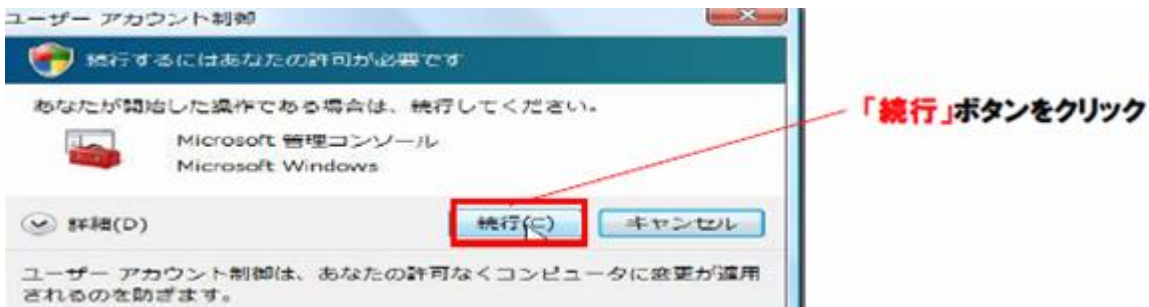 ユーザー アカウント制御
続行するにはあなたの許可が必要です
あなたが開始した操作である場合は、続行してください。
Microsoft 管理コンソール
Microsoft Windows
「続行」ボタンをクリック
詳細(D)
続行(C)
キャンセル
ユーザー アカウント制御は、あなたの許可なくコンピュータに変更が適用
されるのを防ぎます。